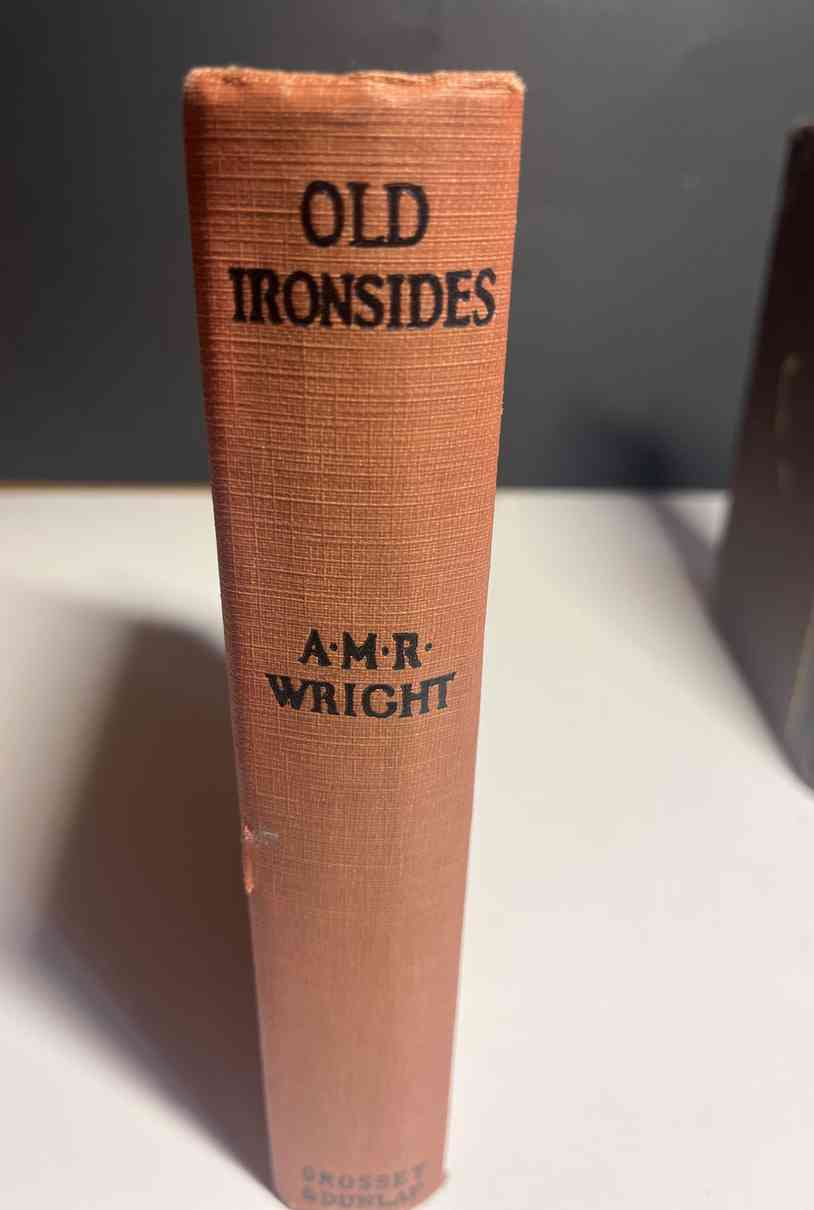 OLD
IRONSIDES
A·M·R·
WRIGHT
GROSSET
& DUNLAP